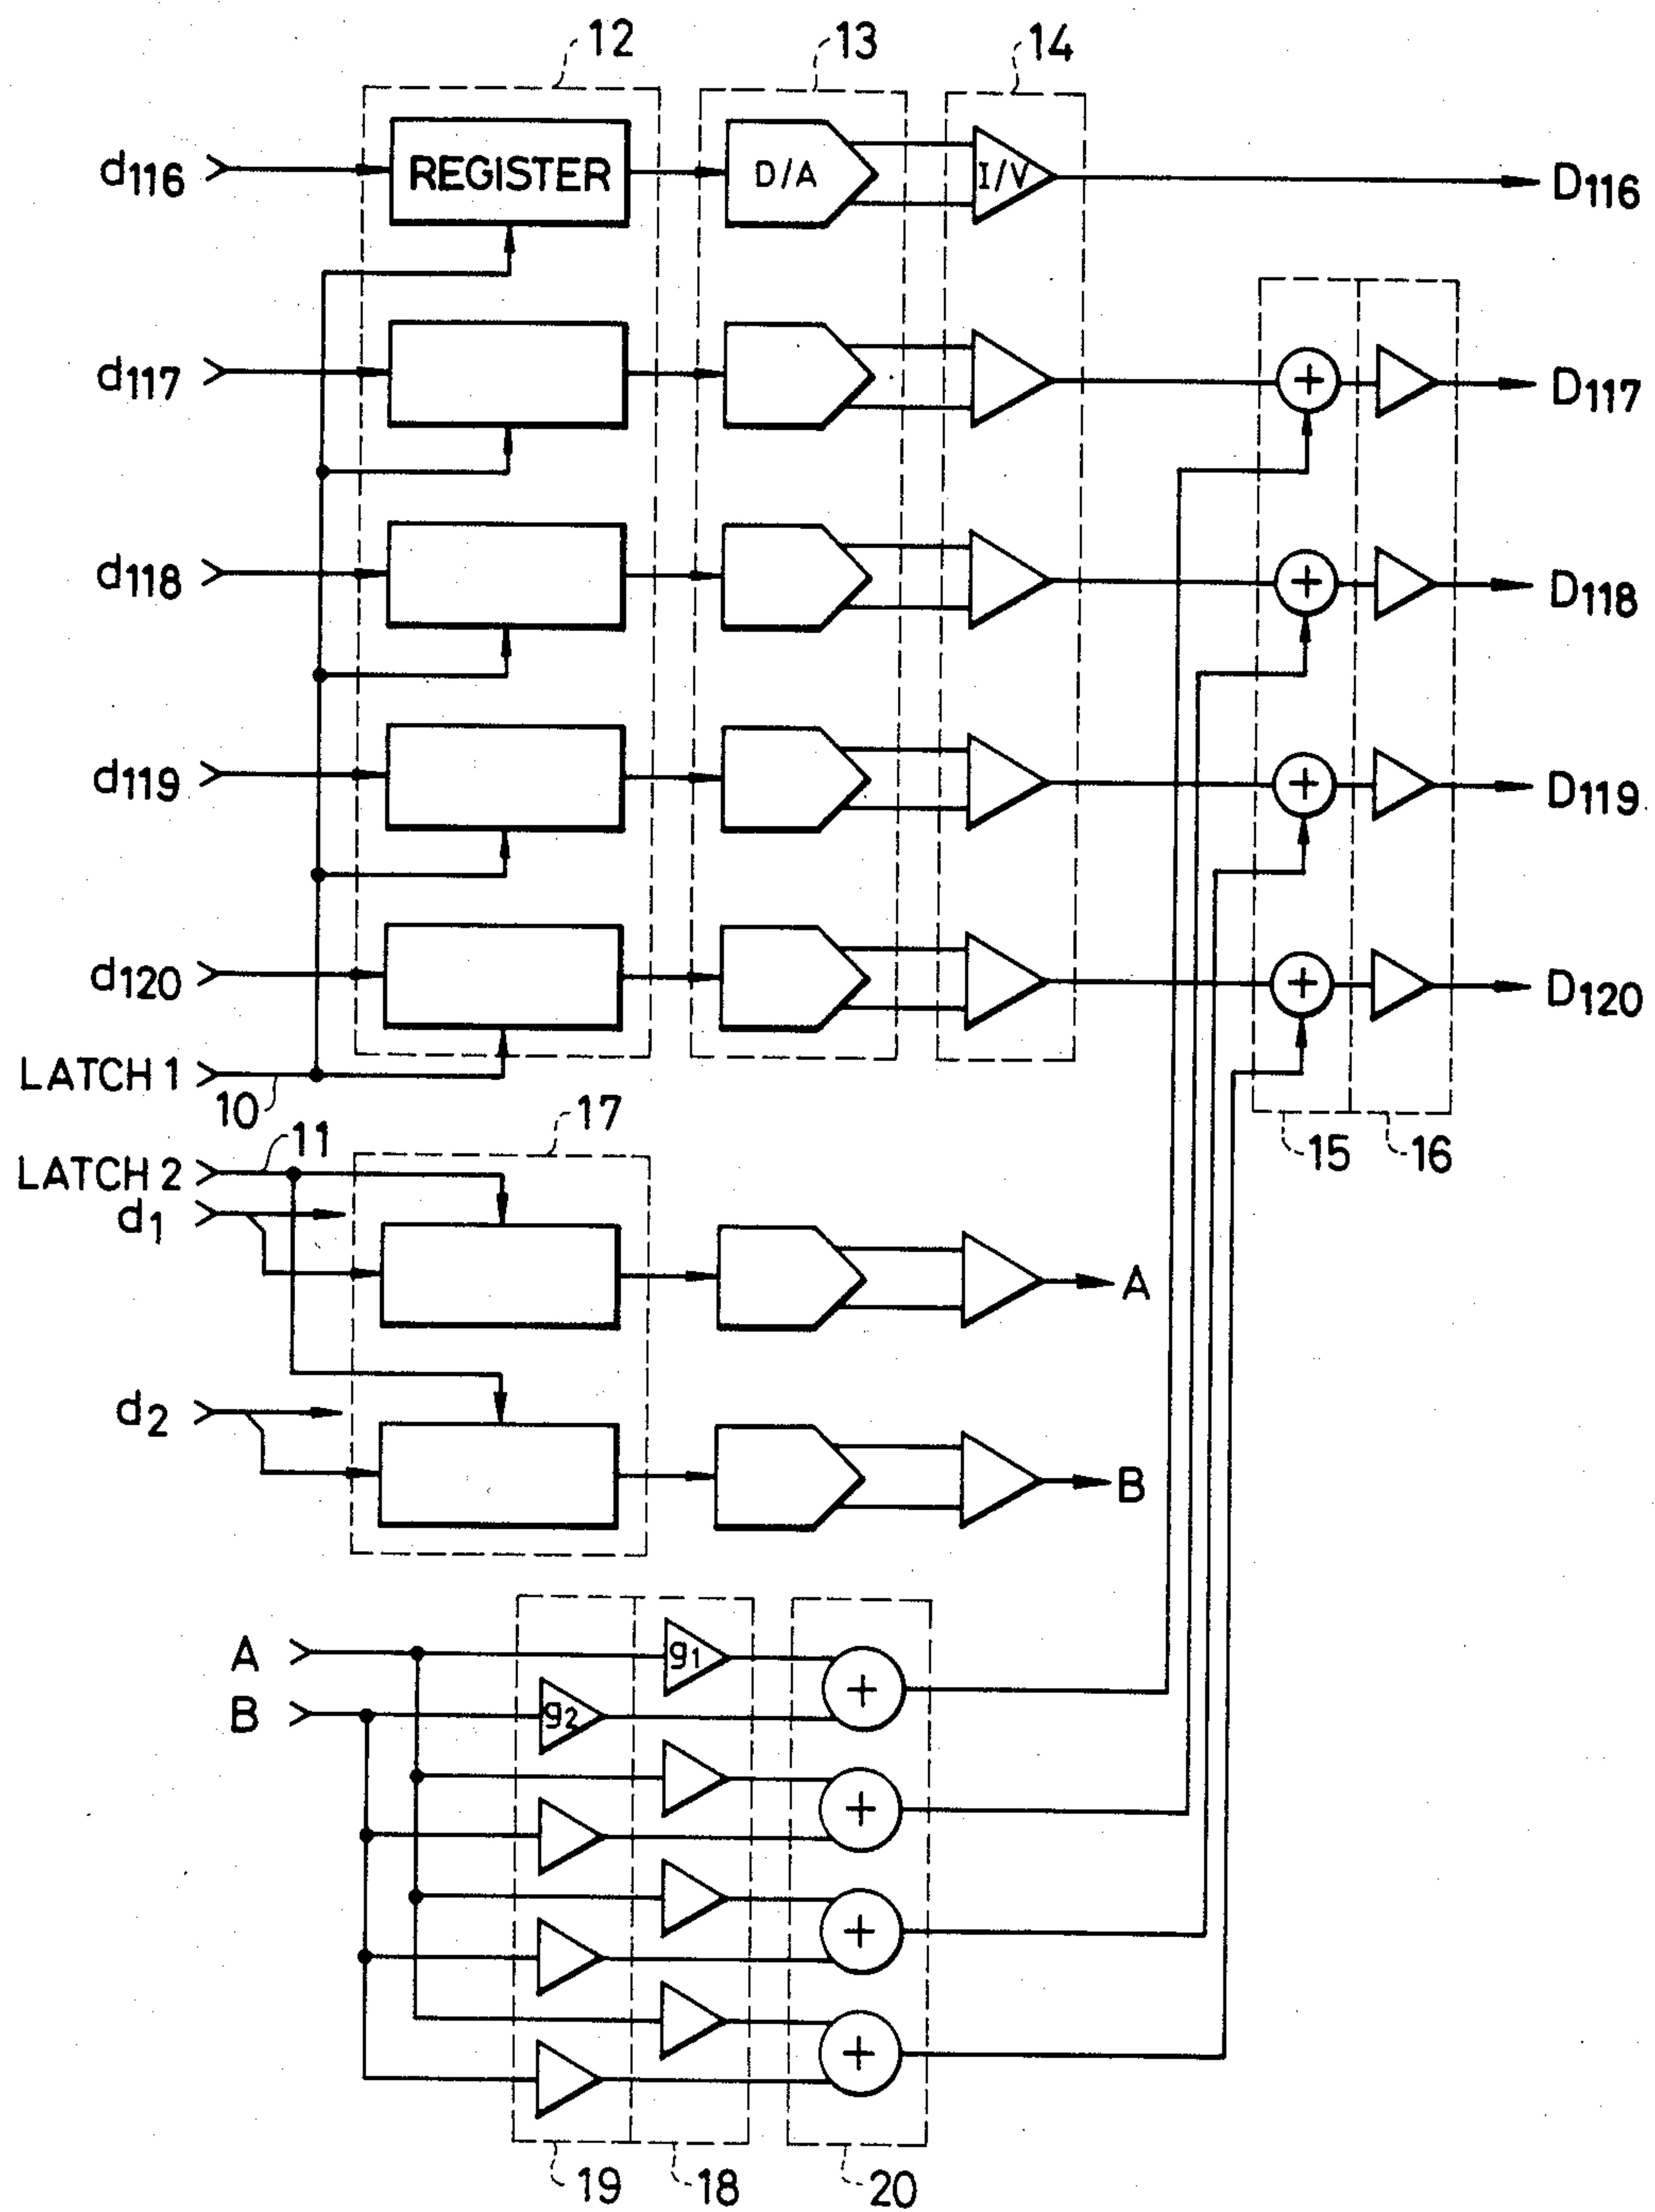 12 13 14
d116 REGISTER D/A I/V D116
d117 + D117
d118 + D118
d119 + D119
d120 + D120
LATCH 1
10
15 16
11 17
LATCH 2
d1
A
d2
B
A g1 +
B g2
+
+
+
19 18 20